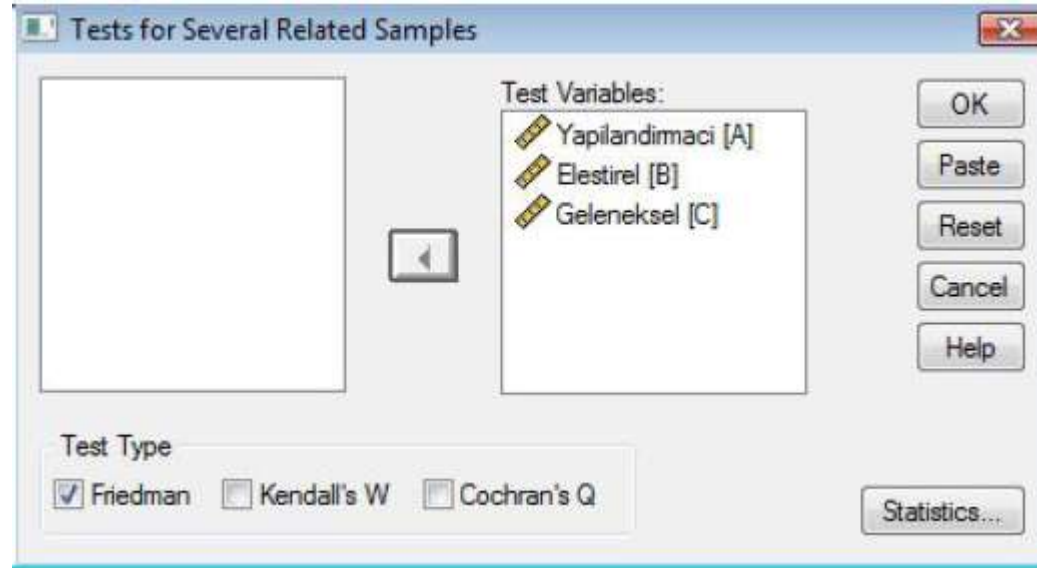 Tests for Several Related Samples
Test Variables:
Yapilandirmaci [A]
Elestirel [B]
Geleneksel [C]
OK
Paste
Reset
Cancel
Help
Test Type
Friedman Kendall's W Cochran's Q
Statistics...